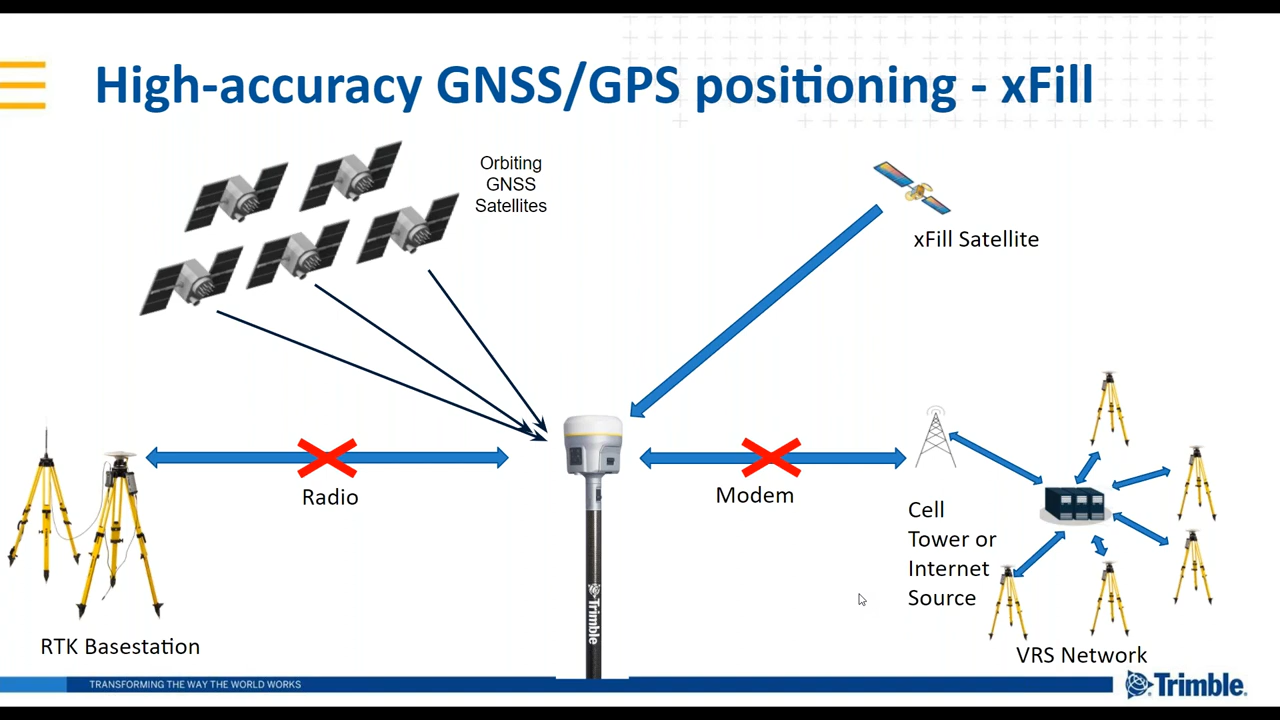 High-accuracy GNSS/GPS positioning - xFill
Orbiting
GNSS
Satellites
xFill Satellite
Radio
Modem
Cell
Tower or
Internet
Source
Trimble
RTK Basestation
VRS Network
TRANSFORMING THE WAY THE WORLD WORKS
Trimble.